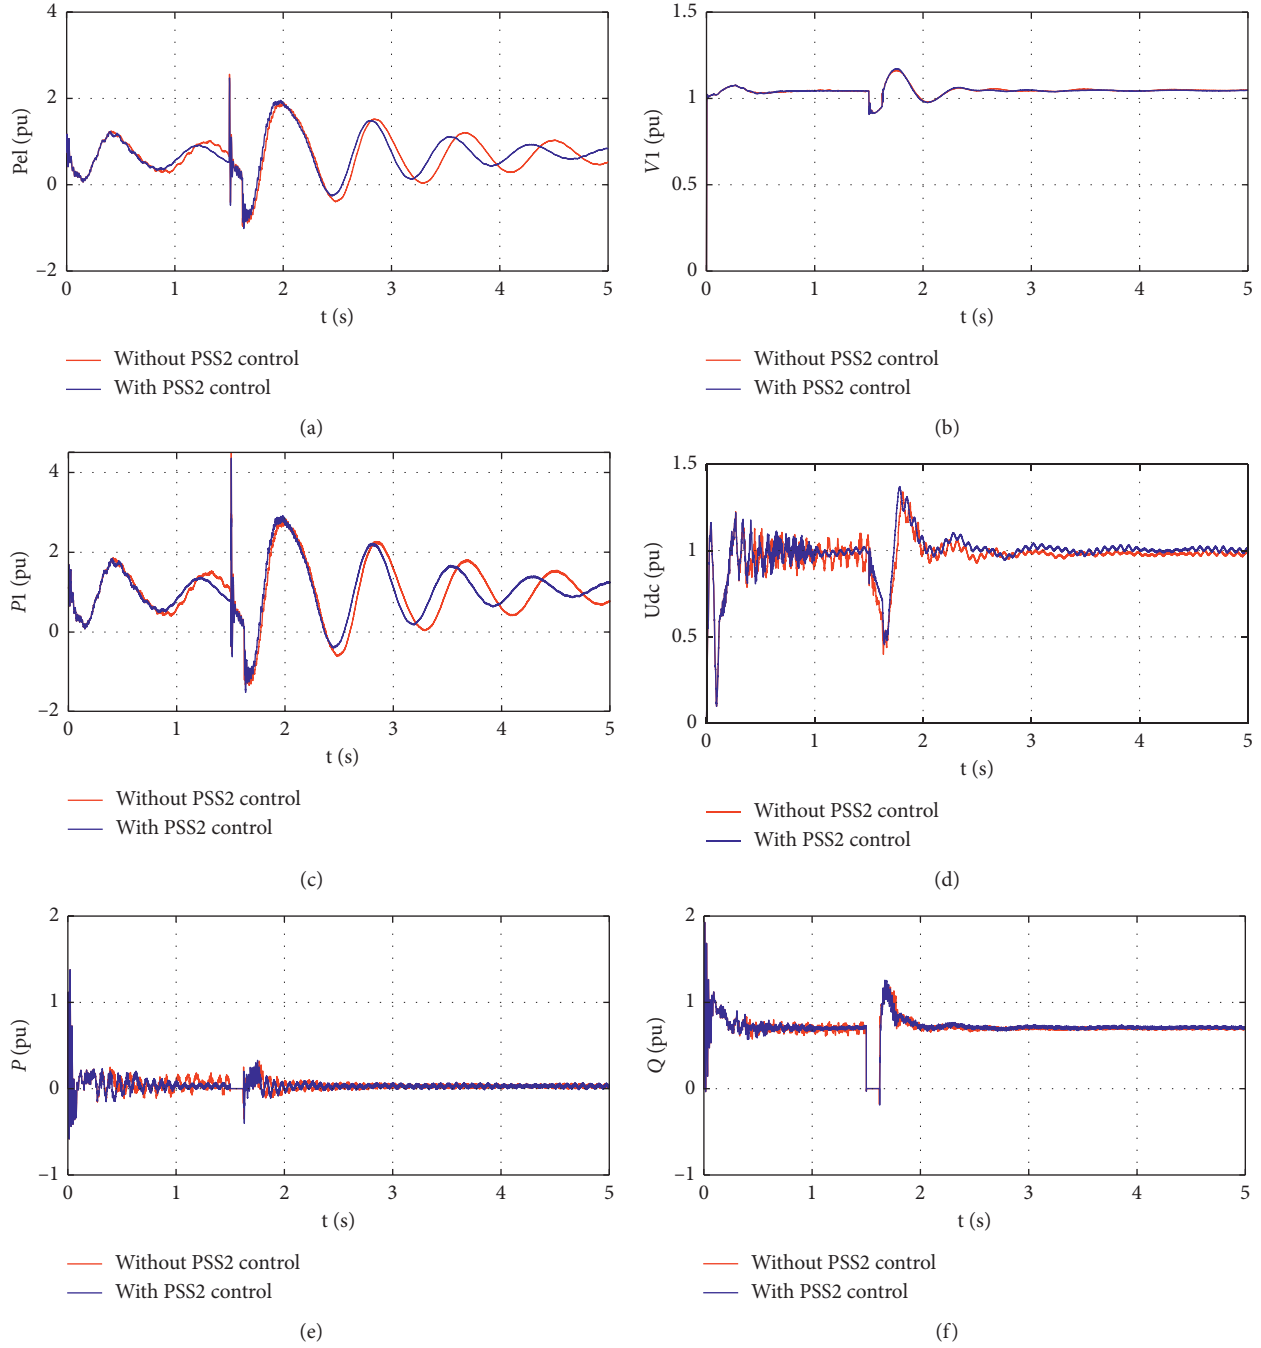 4
2
0
–2
Pel (pu)
0 1 2 3 4 5
t (s)
Without PSS2 control
With PSS2 control
(a)
1.5
1
0.5
0
V1 (pu)
0 1 2 3 4 5
t (s)
Without PSS2 control
With PSS2 control
(b)
4
2
0
–2
P1 (pu)
0 1 2 3 4 5
t (s)
Without PSS2 control
With PSS2 control
(c)
1.5
1
0.5
0
Udc (pu)
0 1 2 3 4 5
t (s)
Without PSS2 control
With PSS2 control
(d)
2
1
0
–1
P (pu)
0 1 2 3 4 5
t (s)
Without PSS2 control
With PSS2 control
(e)
2
1
0
–1
Q (pu)
0 1 2 3 4 5
t (s)
Without PSS2 control
With PSS2 control
(f)